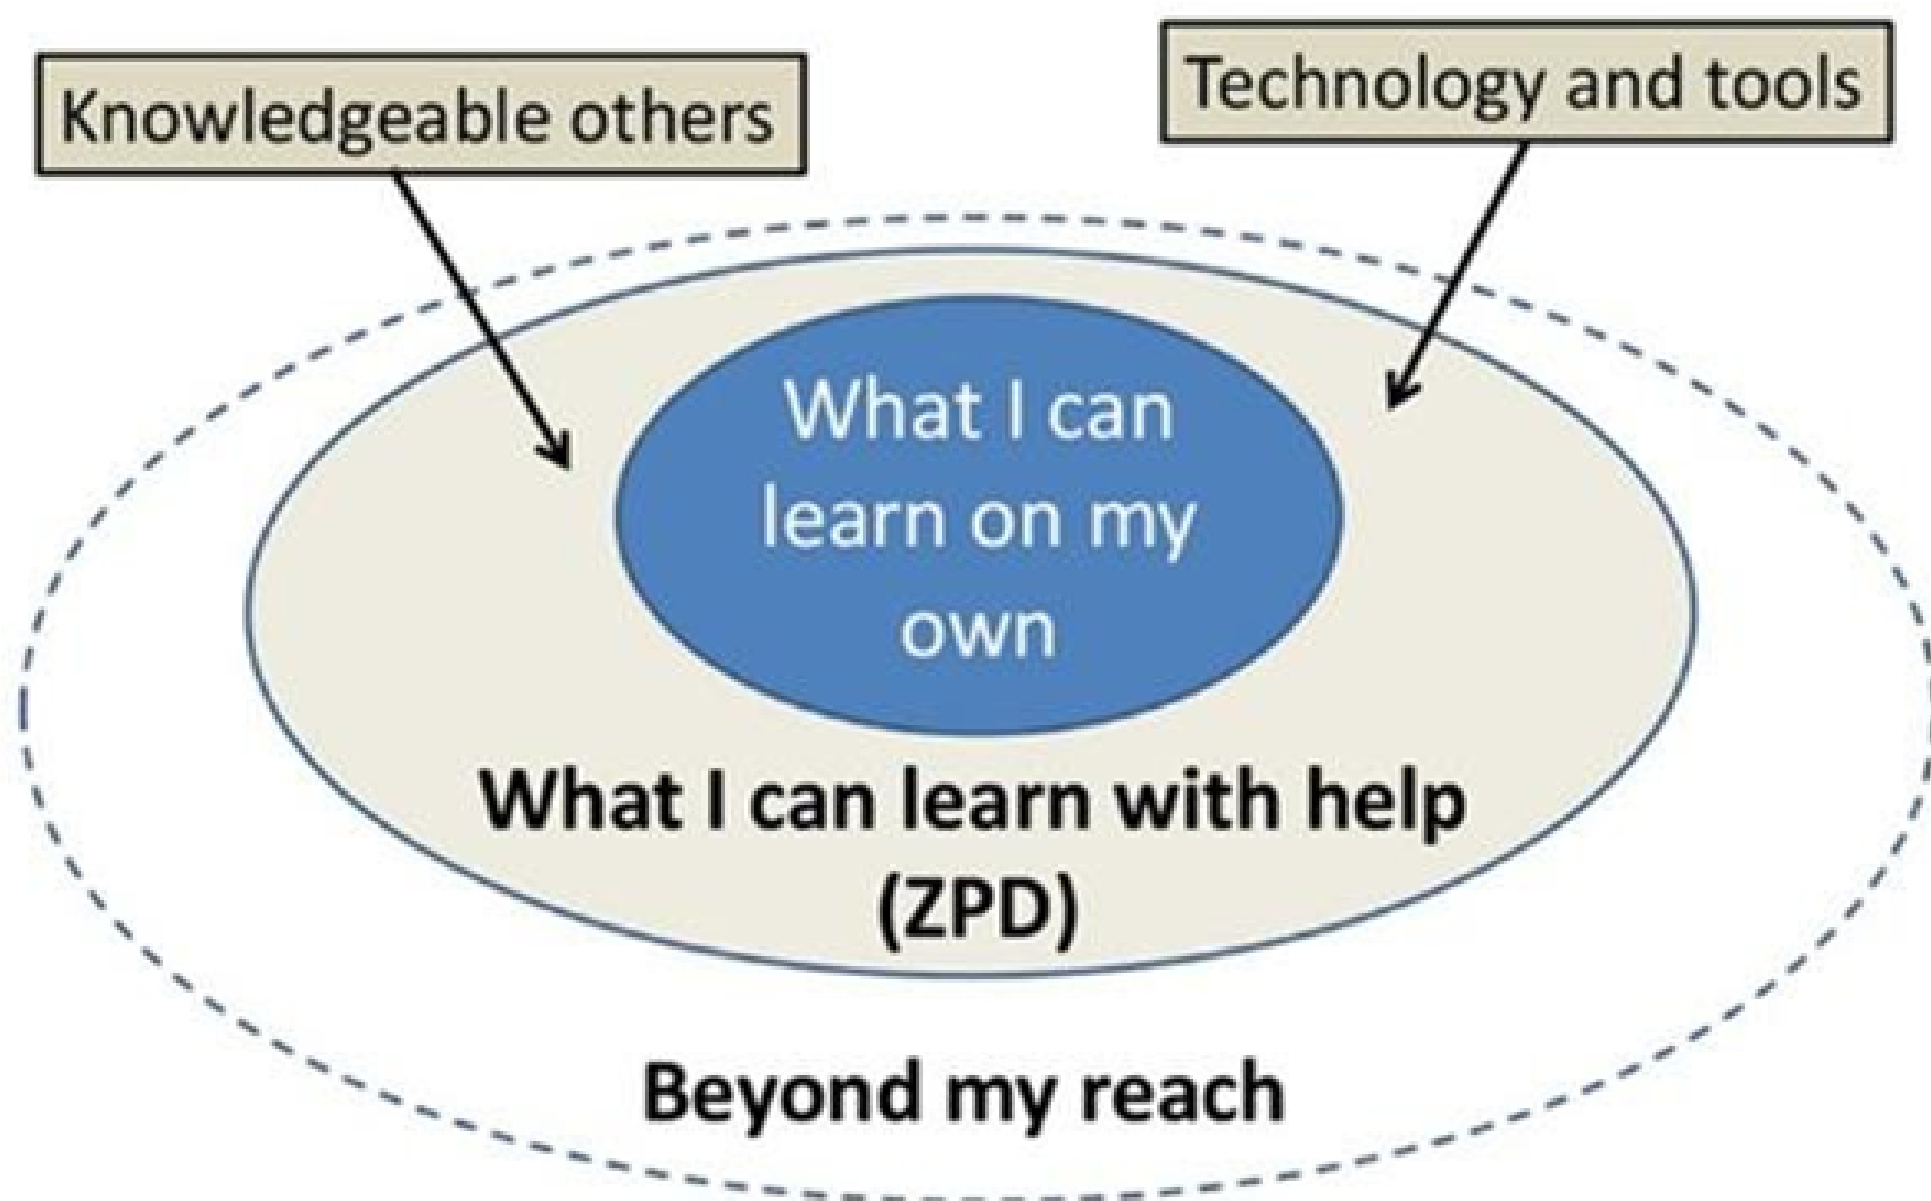 Knowledgeable others
Technology and tools
What I can
learn on my
own
What I can learn with help
(ZPD)
Beyond my reach